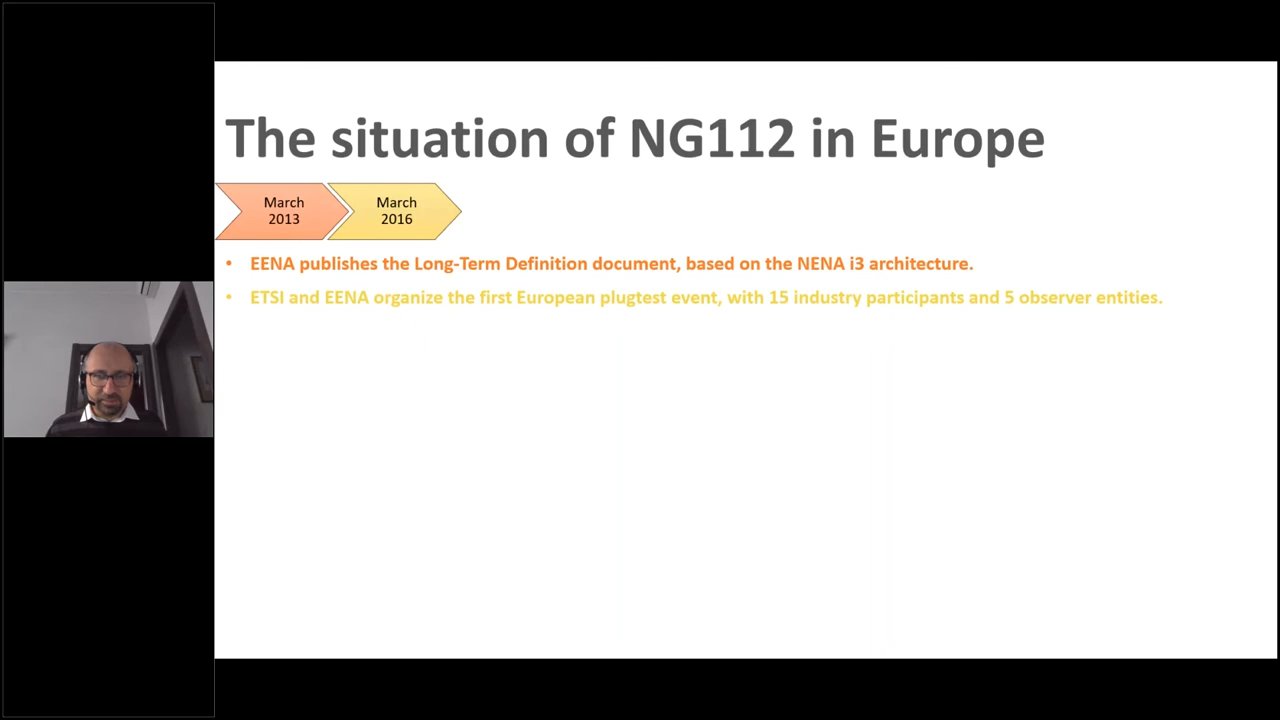 The situation of NG112 in Europe
March
2013
March
2016
• EENA publishes the Long-Term Definition document, based on the NENA i3 architecture.
• ETSI and EENA organize the first European plugtest event, with 15 industry participants and 5 observer entities.